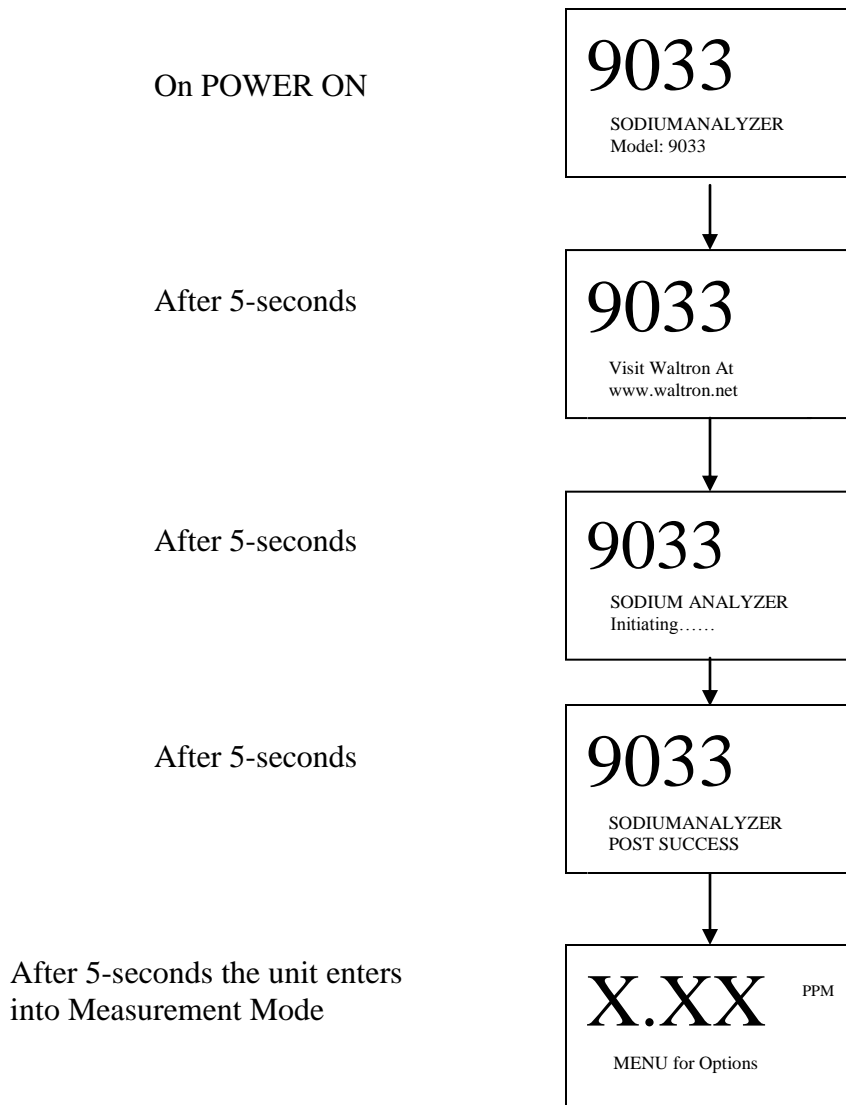 On POWER ON
9033
SODIUMANALYZER
Model: 9033
After 5-seconds
9033
Visit Waltron At
www.waltron.net
After 5-seconds
9033
SODIUM ANALYZER
Initiating……
After 5-seconds
9033
SODIUMANALYZER
POST SUCCESS
After 5-seconds the unit enters
into Measurement Mode
X.XX PPM
MENU for Options